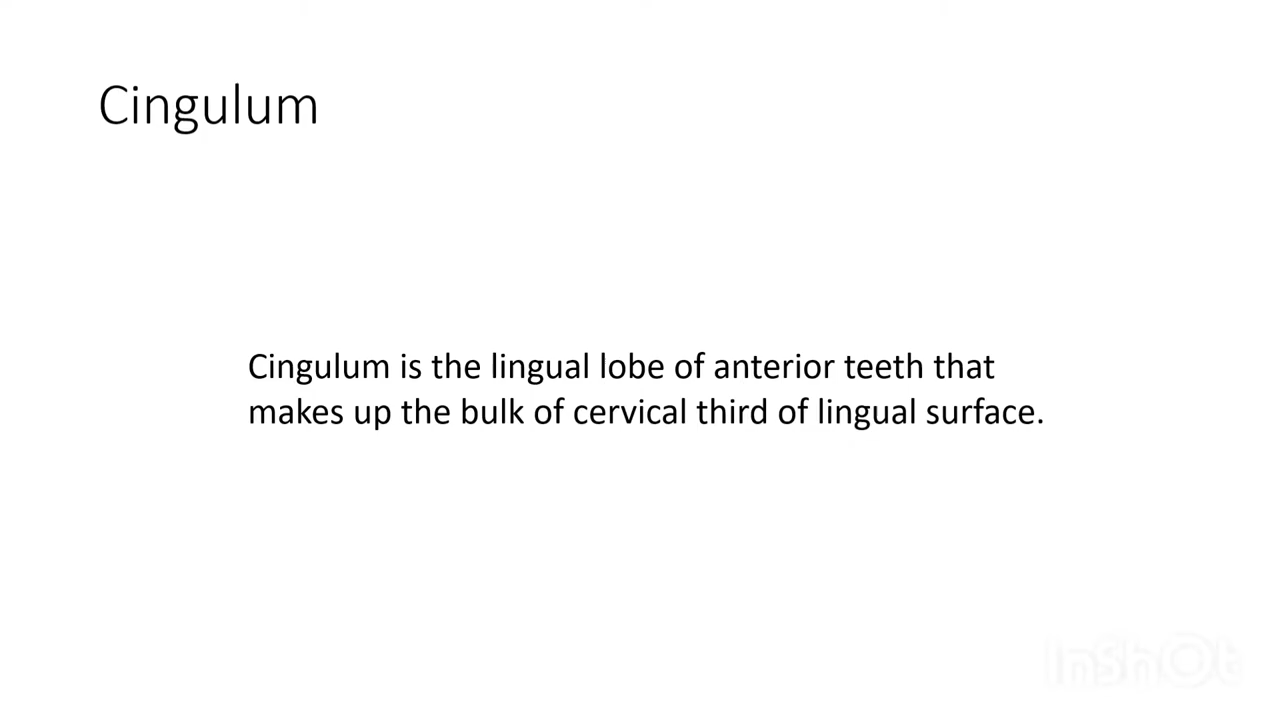 Cingulum
Cingulum is the lingual lobe of anterior teeth that
makes up the bulk of cervical third of lingual surface.
InShOt